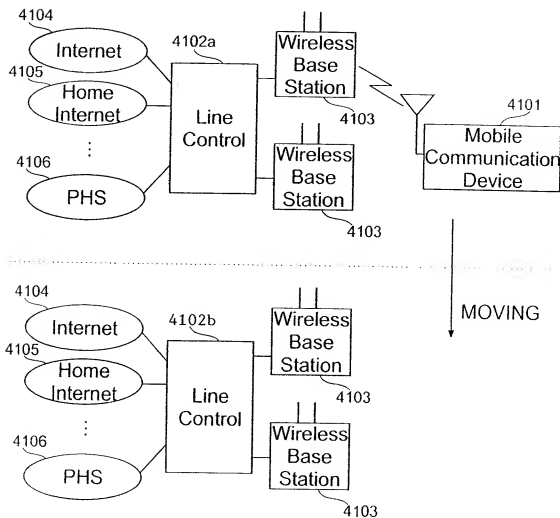 4104
Internet
4105
Home
Internet
⋮
4106
PHS
4102a
Line
Control
Wireless
Base
Station
4103
Wireless
Base
Station
4103
4101
Mobile
Communication
Device
MOVING
4104
Internet
4105
Home
Internet
⋮
4106
PHS
4102b
Line
Control
Wireless
Base
Station
4103
Wireless
Base
Station
4103